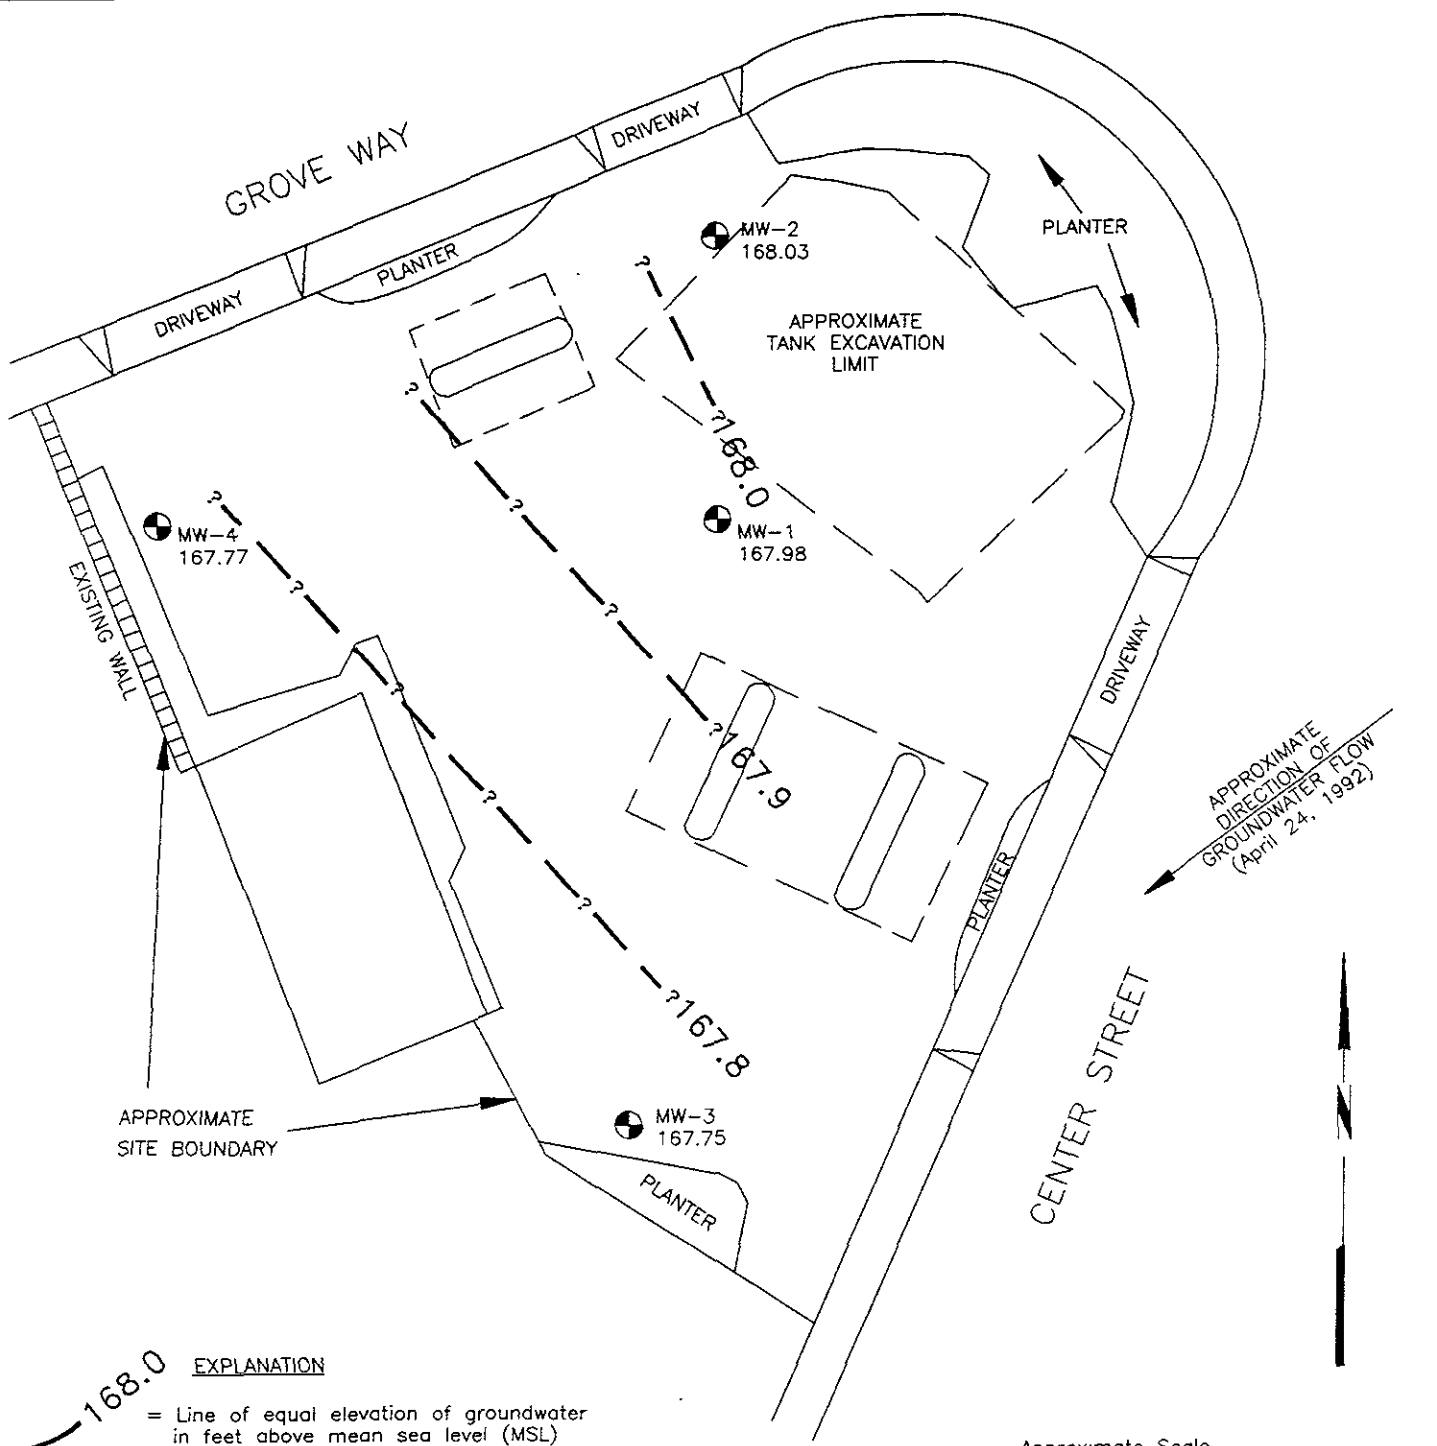 GROVE WAY
DRIVEWAY
DRIVEWAY
PLANTER
DRIVEWAY
PLANTER
MW-2
168.03
APPROXIMATE
TANK EXCAVATION
LIMIT
?
?
?
168.0
MW-1
167.98
?
?
?
167.9
MW-4
167.77
?
?
?
?
?
?
167.8
EXISTING WALL
DRIVEWAY
APPROXIMATE
DIRECTION OF
GROUNDWATER FLOW
(April 24, 1992)
PLANTER
CENTER STREET
N
APPROXIMATE
SITE BOUNDARY
MW-3
167.75
PLANTER
168.0
EXPLANATION
= Line of equal elevation of groundwater
in feet above mean sea level (MSL)
Approximate Scale
?